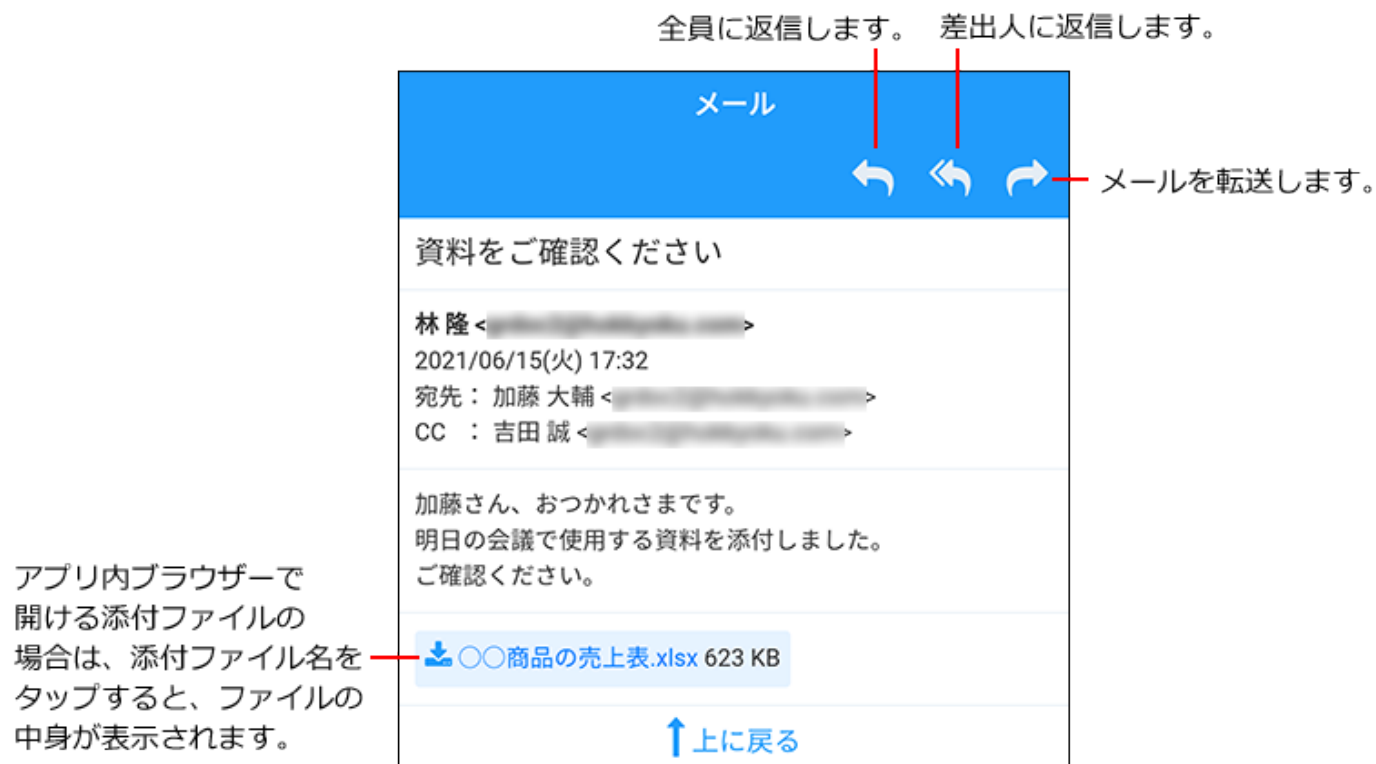 全員に返信します。 差出人に返信します。
メール
メールを転送します。
資料をご確認ください
林 隆 <
>
2021/06/15(火) 17:32
宛先： 加藤 大輔 <
>
CC ： 吉田 誠 <
>
加藤さん、おつかれさまです。
明日の会議で使用する資料を添付しました。
ご確認ください。
アプリ内ブラウザーで
開ける添付ファイルの
場合は、添付ファイル名を
タップすると、ファイルの
中身が表示されます。
○○商品の売上表.xlsx 623 KB
上に戻る